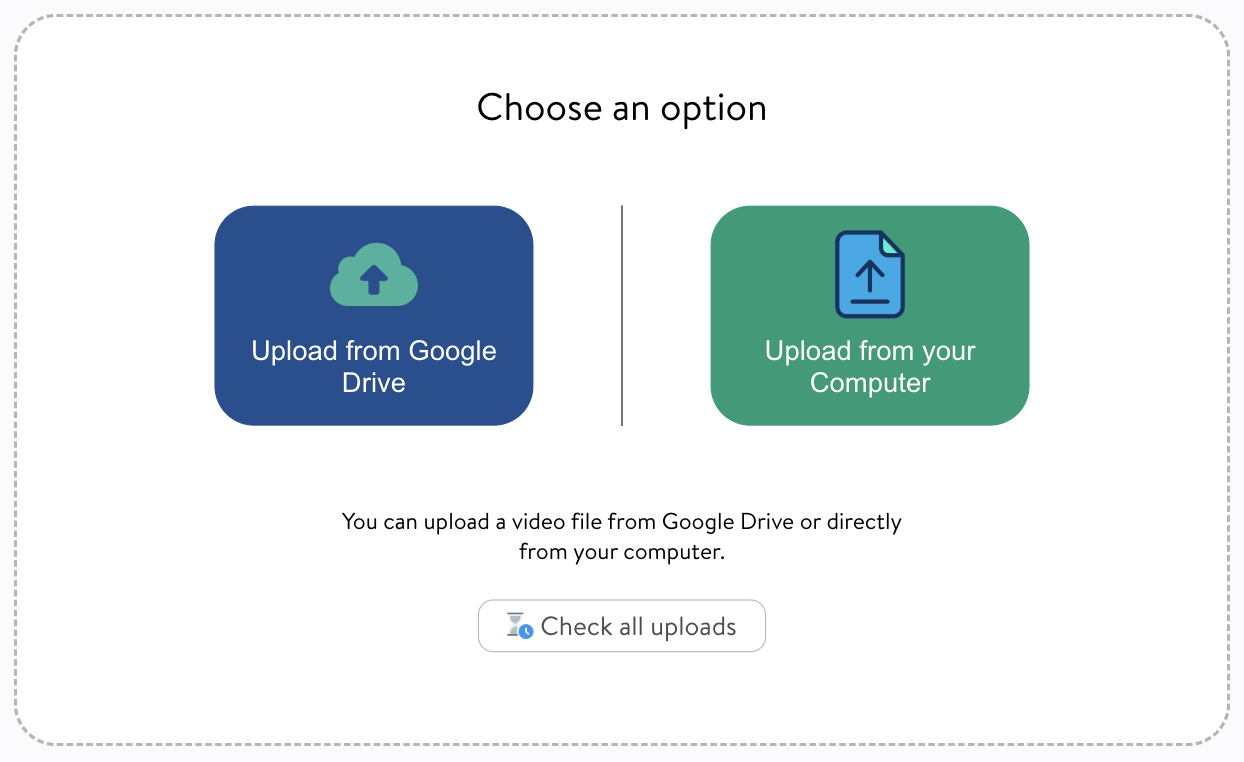 Choose an option
Upload from Google
Drive
Upload from your
Computer
You can upload a video file from Google Drive or directly
from your computer.
Check all uploads